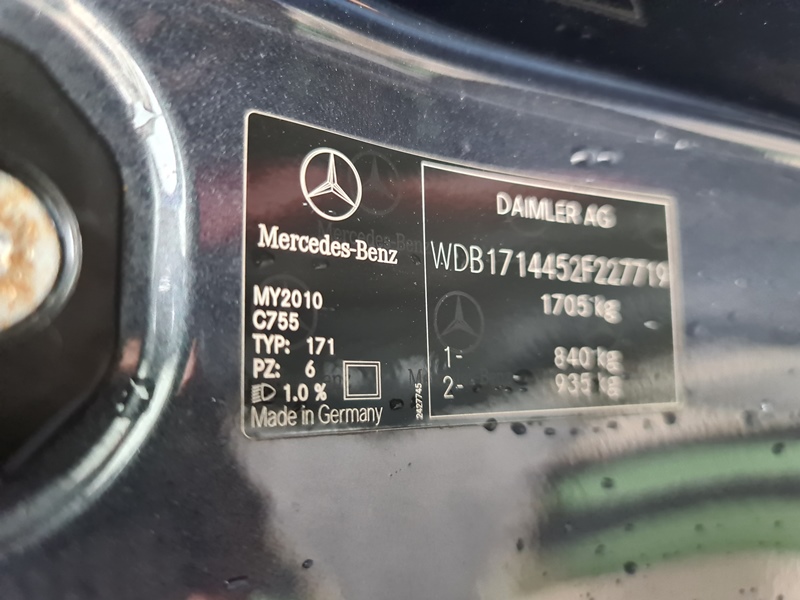 Mercedes-Benz
MY2010
C755
TYP: 171
PZ: 6
1.0 %
Made in Germany
2427745
DAIMLER AG
WDB1714452F227719
1705 kg
1- 840 kg
2- 935 kg